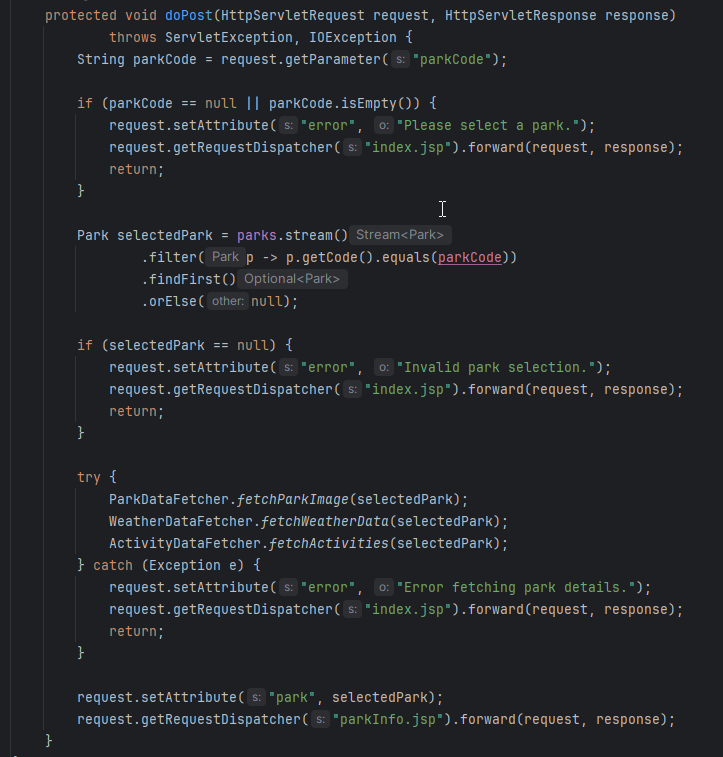 protected void doPost(HttpServletRequest request, HttpServletResponse response)
throws ServletException, IOException {
String parkCode = request.getParameter( s: "parkCode");
if (parkCode == null || parkCode.isEmpty()) {
request.setAttribute( s: "error", o: "Please select a park.");
request.getRequestDispatcher( s: "index.jsp").forward(request, response);
return;
}
Park selectedPark = parks.stream() Stream<Park>
.filter( Park p -> p.getCode().equals(parkCode))
.findFirst() Optional<Park>
.orElse( other: null);
if (selectedPark == null) {
request.setAttribute( s: "error", o: "Invalid park selection.");
request.getRequestDispatcher( s: "index.jsp").forward(request, response);
return;
}
try {
ParkDataFetcher.fetchParkImage(selectedPark);
WeatherDataFetcher.fetchWeatherData(selectedPark);
ActivityDataFetcher.fetchActivities(selectedPark);
} catch (Exception e) {
request.setAttribute( s: "error", o: "Error fetching park details.");
request.getRequestDispatcher( s: "index.jsp").forward(request, response);
return;
}
request.setAttribute( s: "park", selectedPark);
request.getRequestDispatcher( s: "parkInfo.jsp").forward(request, response);
}